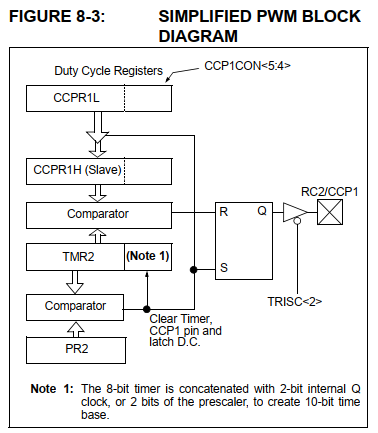 FIGURE 8-3: SIMPLIFIED PWM BLOCK
DIAGRAM
Duty Cycle Registers
CCP1CON<5:4>
CCPR1L
CCPR1H (Slave)
Comparator
R Q
RC2/CCP1
TMR2 (Note 1)
S
TRISC<2>
Comparator
Clear Timer,
CCP1 pin and
latch D.C.
PR2
Note 1: The 8-bit timer is concatenated with 2-bit internal Q
clock, or 2 bits of the prescaler, to create 10-bit time
base.